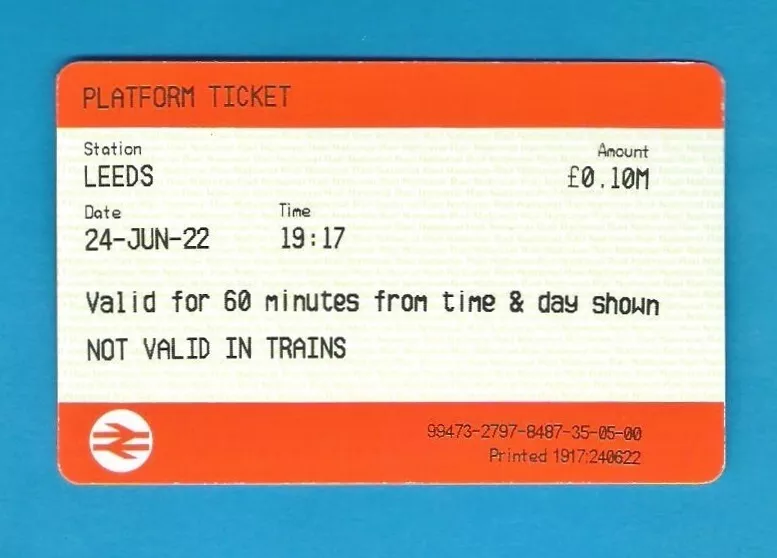 PLATFORM TICKET
Station Amount
LEEDS £0.10M
Date Time
24-JUN-22 19:17
Valid for 60 minutes from time & day shown
NOT VALID IN TRAINS
99473-2797-8487-35-05-00
Printed 1917:240622